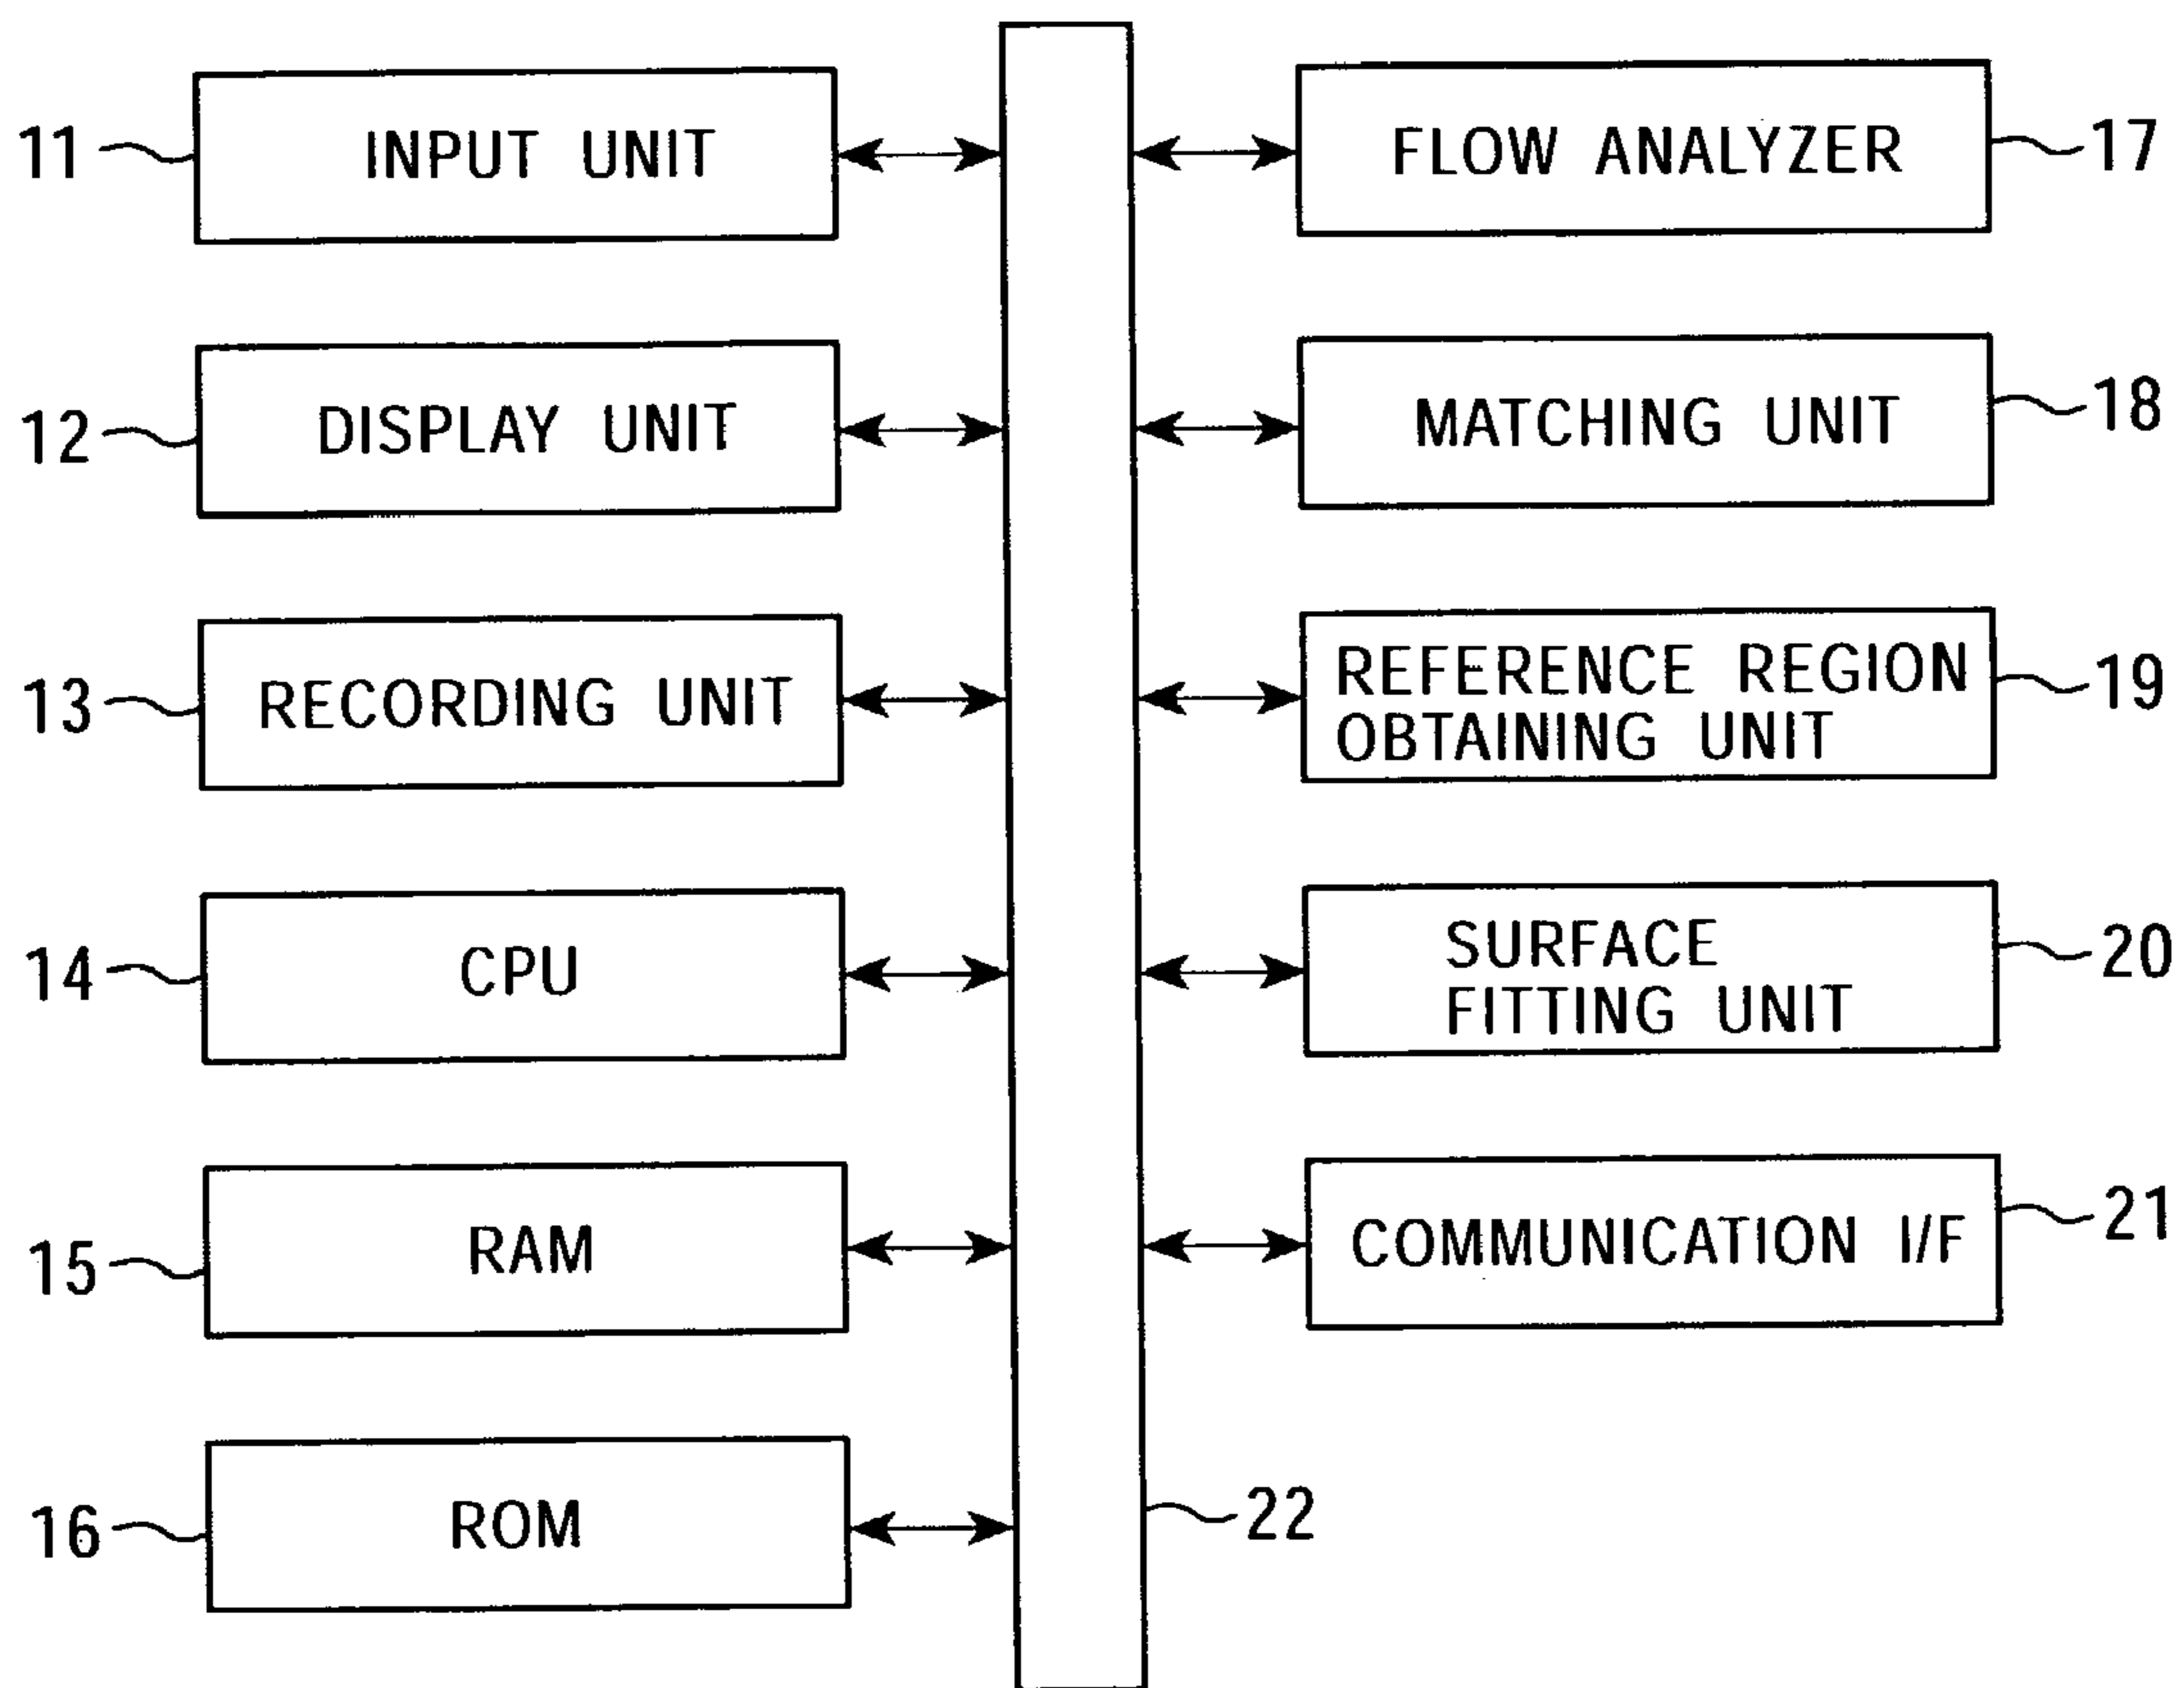 11
INPUT UNIT
12
DISPLAY UNIT
13
RECORDING UNIT
14
CPU
15
RAM
16
ROM
FLOW ANALYZER
17
MATCHING UNIT
18
REFERENCE REGION
OBTAINING UNIT
19
SURFACE
FITTING UNIT
20
COMMUNICATION I/F
21
22